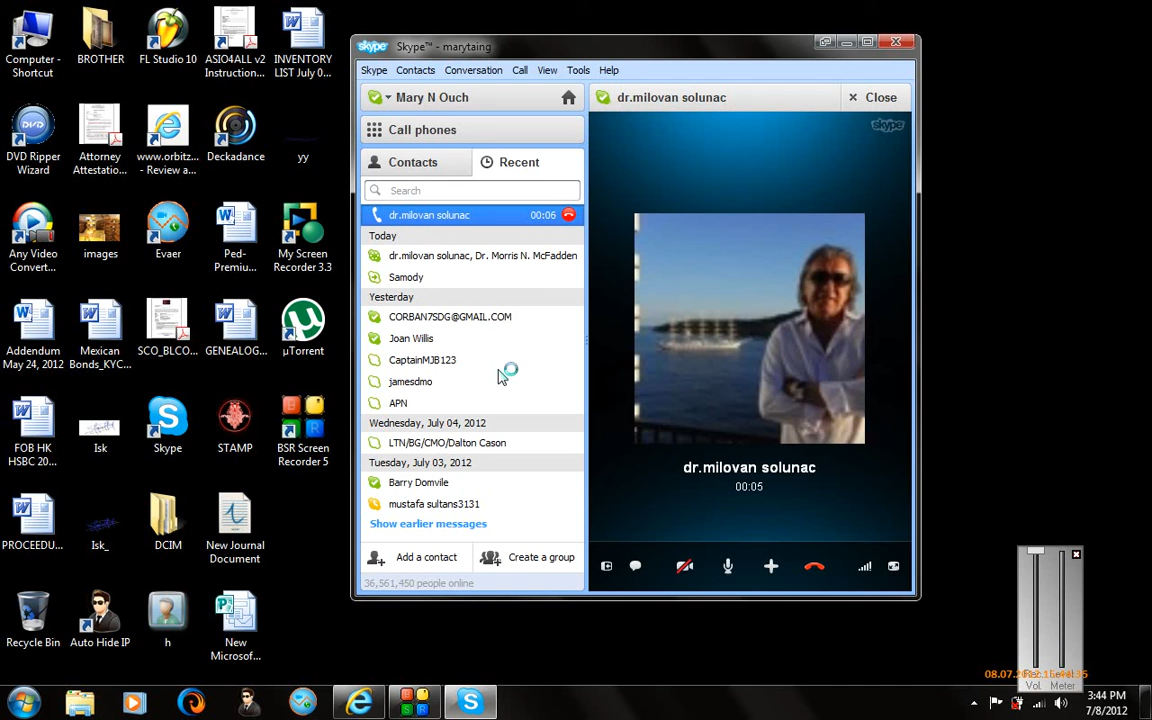 Computer -
Shortcut
BROTHER
FL Studio 10
ASIO4ALL v2
Instruction...
INVENTORY
LIST July 0...
DVD Ripper
Wizard
Attorney
Attestatio...
www.orbitz...
- Review a...
Deckadance
yy
Any Video
Convert...
images
Evaer
Ped-
Premiu...
My Screen
Recorder 3.3
Addendum
May 24, 2012
Mexican
Bonds_KYC...
SCO_BLCO...
GENEALOG...
µTorrent
FOB HK
HSBC 20...
Isk
Skype
STAMP
BSR Screen
Recorder 5
PROCEEDU...
Isk_
DCIM
New Journal
Document
Recycle Bin
Auto Hide IP
h
New
Microsof...
skype
Skype™ - marytaing
Skype Contacts Conversation Call View Tools Help
Mary N Ouch
Call phones
Contacts
Recent
Search
dr.milovan solunac 00:06
Today
dr.milovan solunac, Dr. Morris N. McFadden
Samody
Yesterday
CORBAN7SDG@GMAIL.COM
Joan Willis
CaptainMJB123
jamesdmo
APN
Wednesday, July 04, 2012
LTN/BG/CMO/Dalton Cason
Tuesday, July 03, 2012
Barry Domvile
mustafa sultans3131
Show earlier messages
Add a contact
Create a group
36,561,450 people online
dr.milovan solunac
× Close
skype
dr.milovan solunac
00:05
Vol
Meter
3:44 PM
7/8/2012